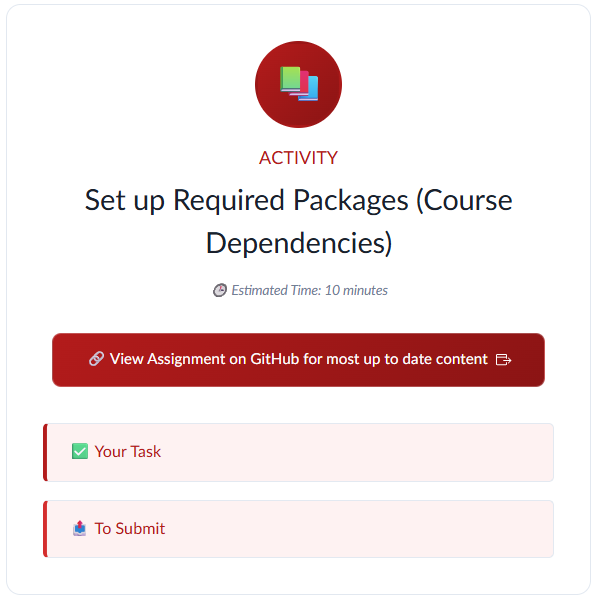 ACTIVITY
Set up Required Packages (Course
Dependencies)
Estimated Time: 10 minutes
View Assignment on GitHub for most up to date content
Your Task
To Submit